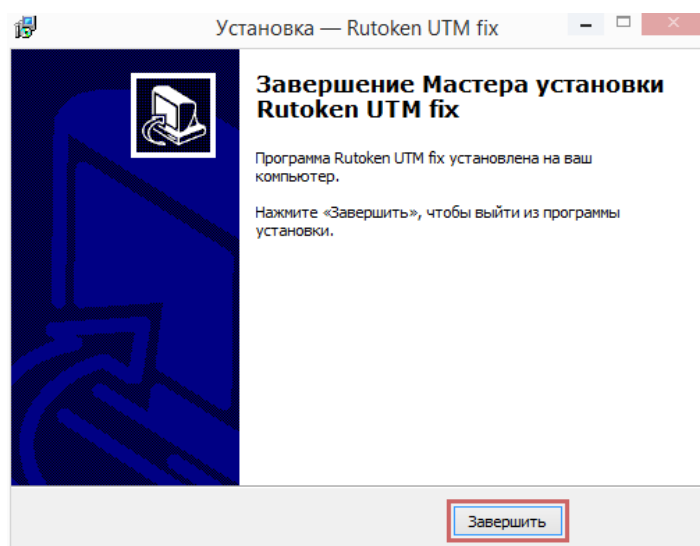 Установка — Rutoken UTM fix
Завершение Мастера установки
Rutoken UTM fix
Программа Rutoken UTM fix установлена на ваш
компьютер.
Нажмите «Завершить», чтобы выйти из программы
установки.
Завершить